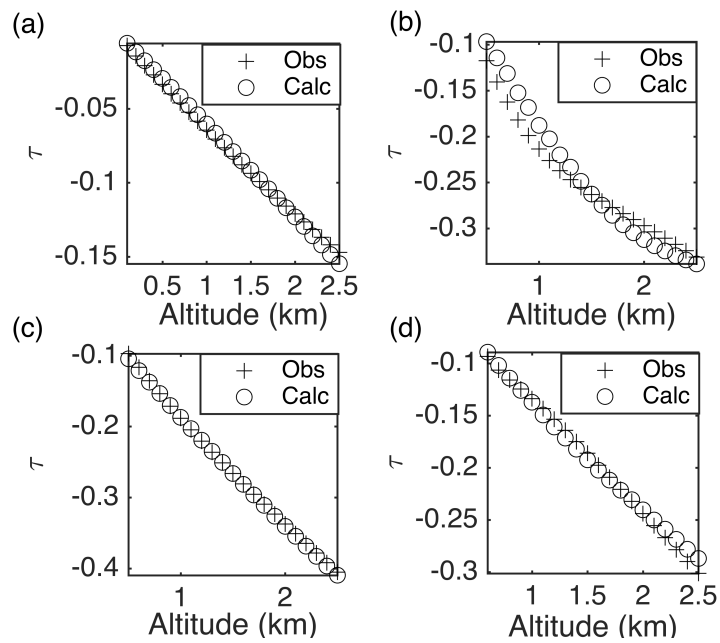 (a)
Obs
Calc
-0.05
-0.1
-0.15
τ
0.5 1 1.5 2 2.5
Altitude (km)
(b)
Obs
Calc
-0.1
-0.15
-0.2
-0.25
-0.3
τ
1 2
Altitude (km)
(c)
Obs
Calc
-0.1
-0.2
-0.3
-0.4
τ
1 2
Altitude (km)
(d)
Obs
Calc
-0.1
-0.15
-0.2
-0.25
-0.3
τ
1 1.5 2 2.5
Altitude (km)